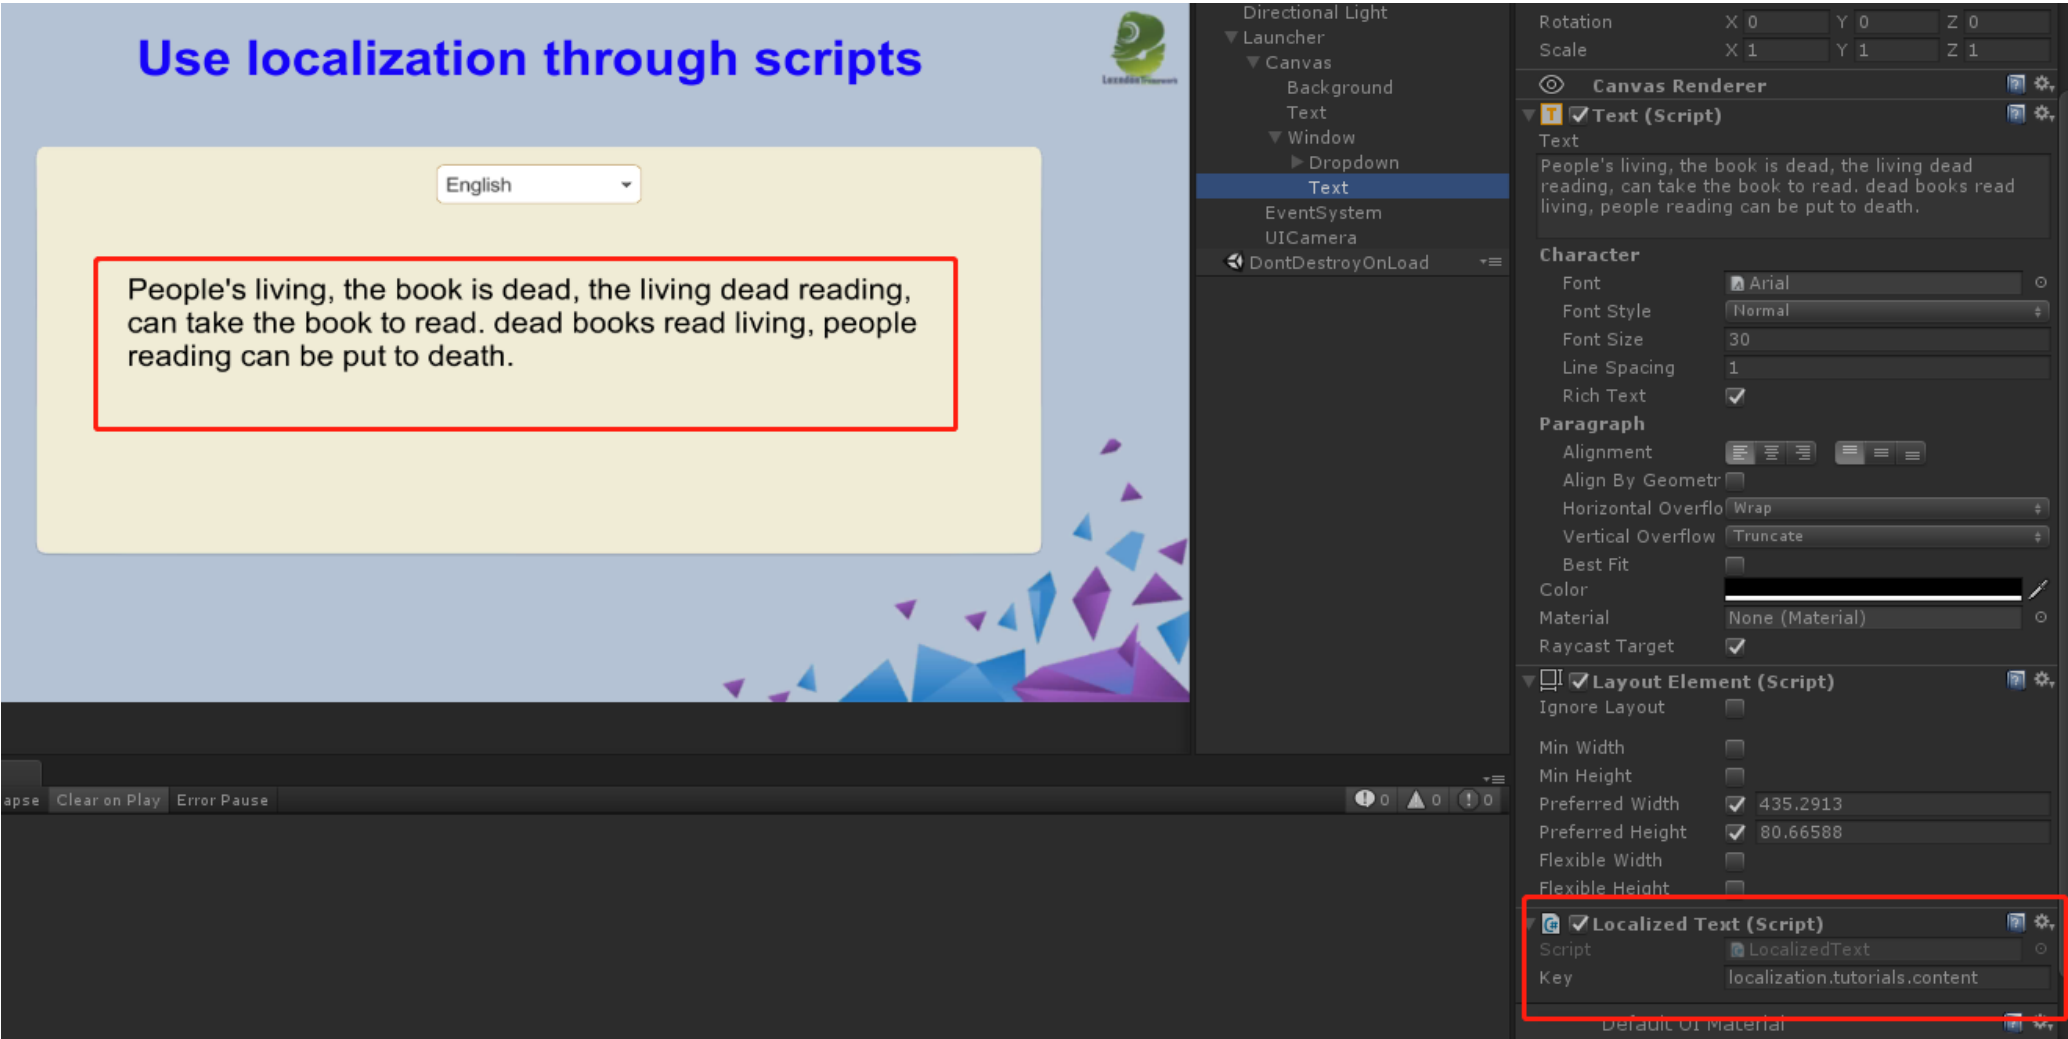 Use localization through scripts
English
People's living, the book is dead, the living dead reading,
can take the book to read. dead books read living, people
reading can be put to death.
apse
Clear on Play
Error Pause
0
0
0
Directional Light
Launcher
Canvas
Background
Text
Window
Dropdown
Text
EventSystem
UICamera
DontDestroyOnLoad
Rotation X 0 Y 0 Z 0
Scale X 1 Y 1 Z 1
Canvas Renderer
Text (Script)
Text
People's living, the book is dead, the living dead
reading, can take the book to read. dead books read
living, people reading can be put to death.
Character
Font Arial
Font Style Normal
Font Size 30
Line Spacing 1
Rich Text
Paragraph
Alignment
Align By Geometr
Horizontal Overflo Wrap
Vertical Overflow Truncate
Best Fit
Color
Material None (Material)
Raycast Target
Layout Element (Script)
Ignore Layout
Min Width
Min Height
Preferred Width 435.2913
Preferred Height 80.66588
Flexible Width
Flexible Height
Localized Text (Script)
Script LocalizedText
Key localization.tutorials.content
Default UI Material